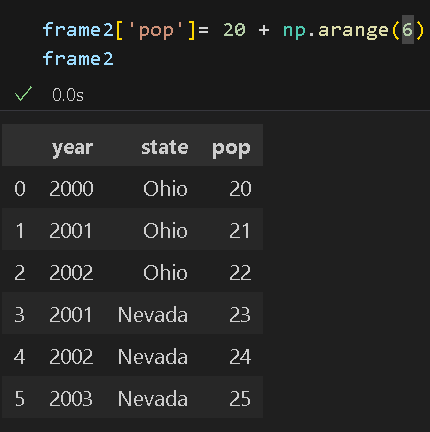 frame2['pop']= 20 + np.arange(6)
frame2
0.0s
year state pop
0 2000 Ohio 20
1 2001 Ohio 21
2 2002 Ohio 22
3 2001 Nevada 23
4 2002 Nevada 24
5 2003 Nevada 25